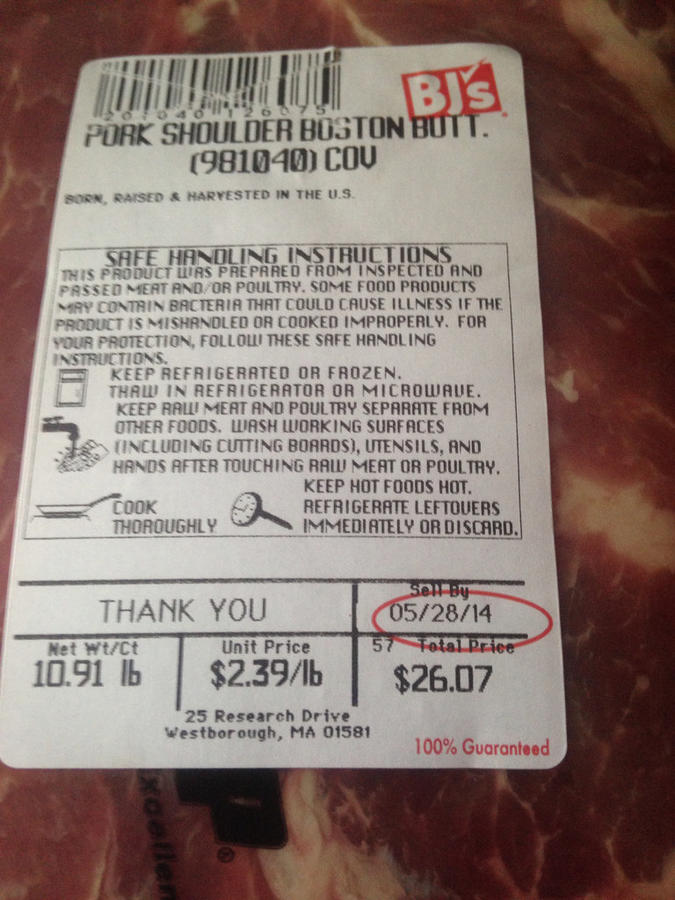 BJ's
PORK SHOULDER BOSTON BUTT.
(981040) COV
BORN, RAISED & HARVESTED IN THE U.S.
SAFE HANDLING INSTRUCTIONS
THIS PRODUCT WAS PREPARED FROM INSPECTED AND
PASSED MEAT AND/OR POULTRY. SOME FOOD PRODUCTS
MAY CONTAIN BACTERIA THAT COULD CAUSE ILLNESS IF THE
PRODUCT IS MISHANDLED OR COOKED IMPROPERLY. FOR
YOUR PROTECTION, FOLLOW THESE SAFE HANDLING
INSTRUCTIONS.
KEEP REFRIGERATED OR FROZEN.
THAW IN REFRIGERATOR OR MICROWAVE.
KEEP RAW MEAT AND POULTRY SEPARATE FROM
OTHER FOODS. WASH WORKING SURFACES
(INCLUDING CUTTING BOARDS), UTENSILS, AND
HANDS AFTER TOUCHING RAW MEAT OR POULTRY.
COOK
THOROUGHLY
KEEP HOT FOODS HOT.
REFRIGERATE LEFTOVERS
IMMEDIATELY OR DISCARD.
THANK YOU
Sell By
05/28/14
Net Wt/Ct
10.91 lb
Unit Price
$2.39/lb
57 Total Price
$26.07
25 Research Drive
Westborough, MA 01581
100% Guaranteed